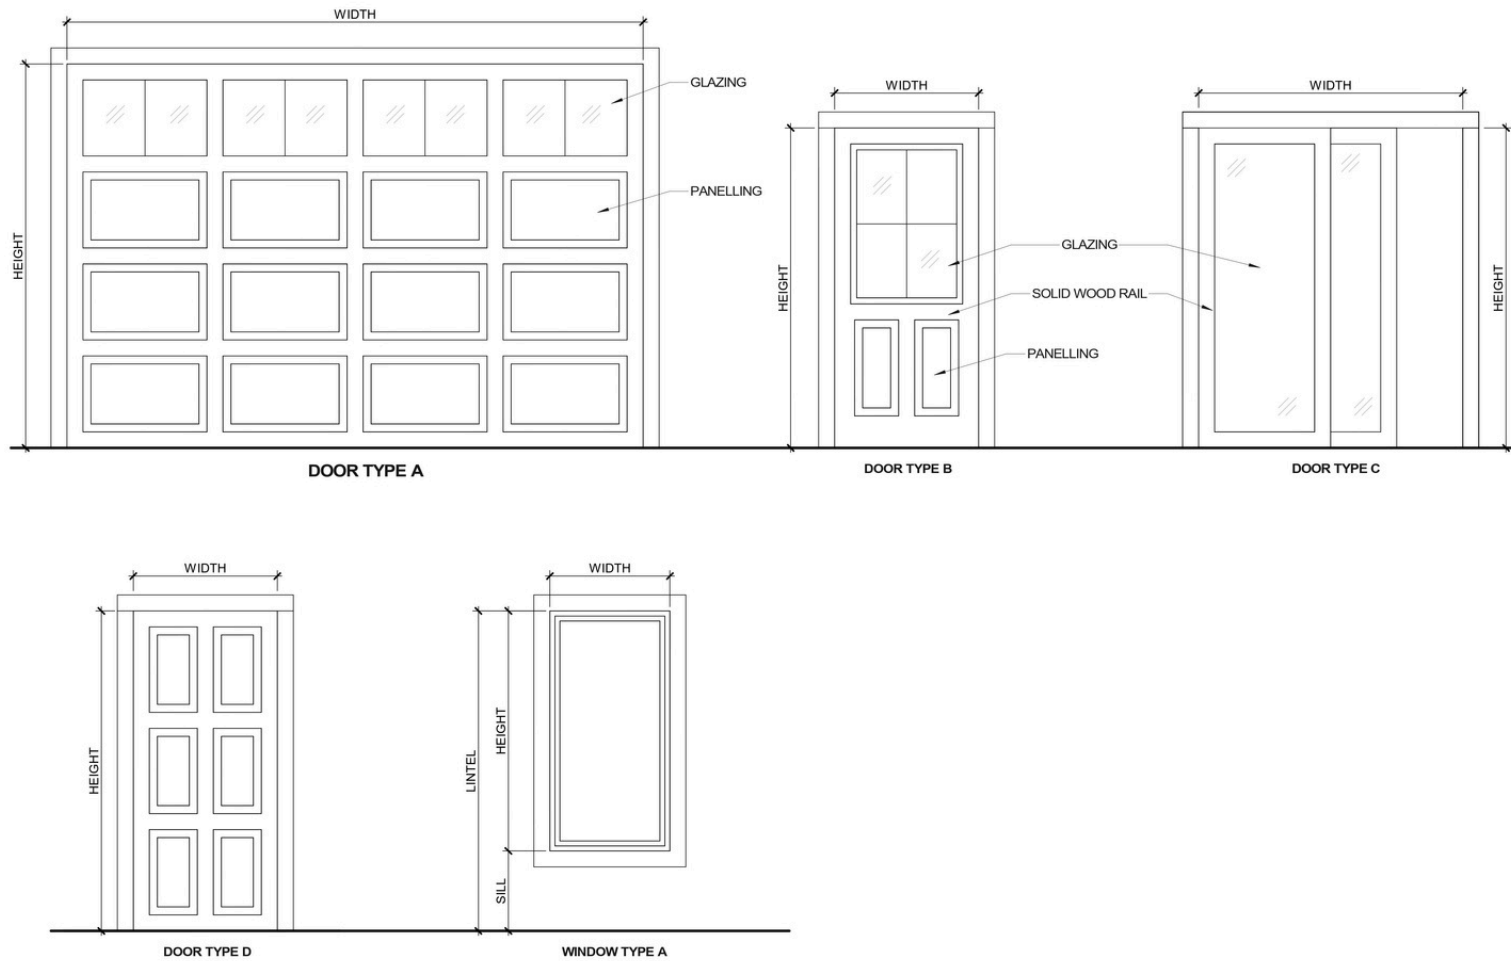 WIDTH
GLAZING
PANELLING
HEIGHT
DOOR TYPE A
WIDTH
HEIGHT
DOOR TYPE B
GLAZING
SOLID WOOD RAIL
PANELLING
WIDTH
HEIGHT
DOOR TYPE C
WIDTH
HEIGHT
DOOR TYPE D
WIDTH
HEIGHT
LINTEL
SILL
WINDOW TYPE A